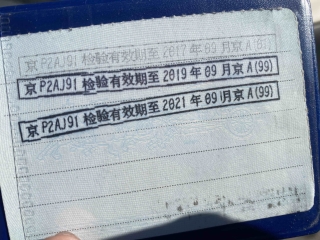 京 P2AJ91 检验有效期至 2017 年 09 月京 A(99)
京 P2AJ91 检验有效期至 2019 年 09 月京 A(99)
京 P2AJ91 检验有效期至 2021 年 09 月京 A(99)